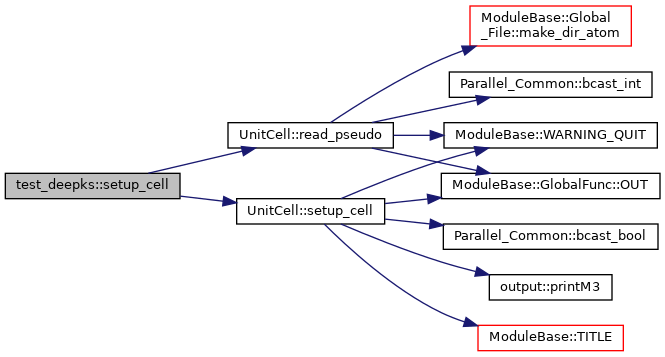 test_deepks::setup_cell
UnitCell::read_pseudo
UnitCell::setup_cell
ModuleBase::Global
_File::make_dir_atom
Parallel_Common::bcast_int
ModuleBase::WARNING_QUIT
ModuleBase::GlobalFunc::OUT
Parallel_Common::bcast_bool
output::printM3
ModuleBase::TITLE